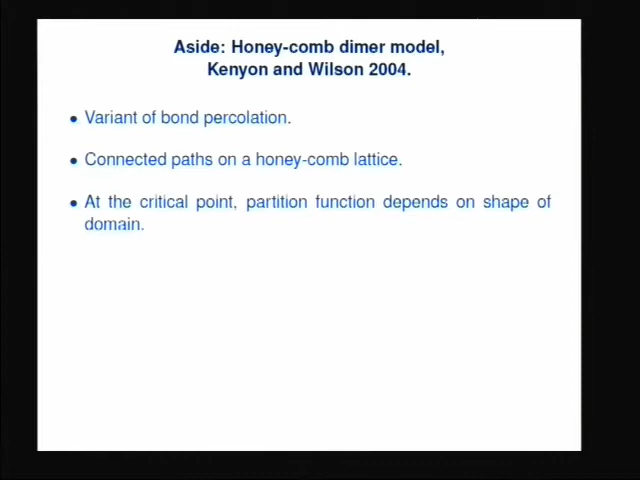 Aside: Honey-comb dimer model,
Kenyon and Wilson 2004.
• Variant of bond percolation.
• Connected paths on a honey-comb lattice.
• At the critical point, partition function depends on shape of
domain.